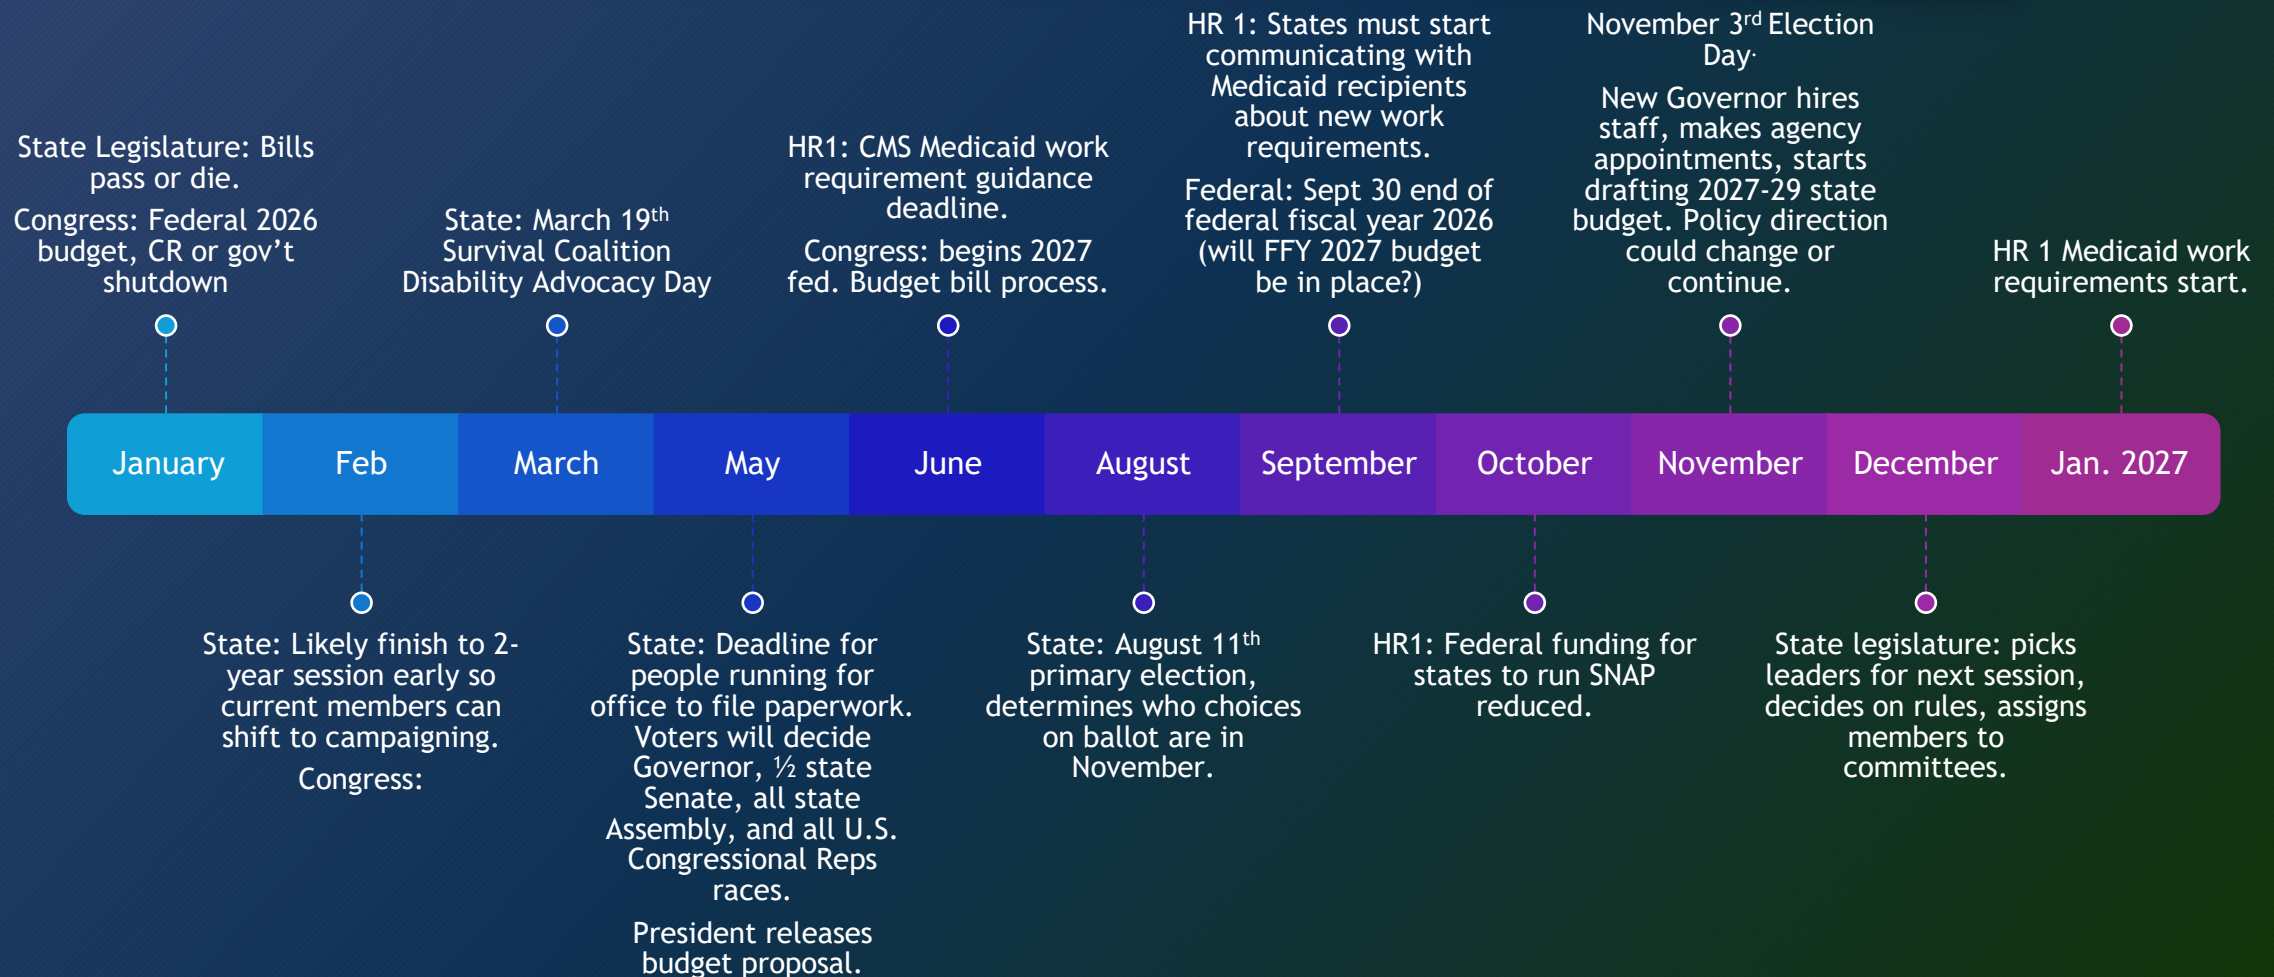 HR 1: States must start
communicating with
Medicaid recipients
about new work
requirements.
Federal: Sept 30 end of
federal fiscal year 2026
(will FFY 2027 budget
be in place?)
November 3rd Election
Day.
New Governor hires
staff, makes agency
appointments, starts
drafting 2027-29 state
budget. Policy direction
could change or
continue.
State Legislature: Bills
pass or die.
Congress: Federal 2026
budget, CR or gov’t
shutdown
State: March 19th
Survival Coalition
Disability Advocacy Day
HR1: CMS Medicaid work
requirement guidance
deadline.
Congress: begins 2027
fed. Budget bill process.
HR 1 Medicaid work
requirements start.
January
Feb
March
May
June
August
September
October
November
December
Jan. 2027
State: Likely finish to 2-
year session early so
current members can
shift to campaigning.
Congress:
State: Deadline for
people running for
office to file paperwork.
Voters will decide
Governor, ½ state
Senate, all state
Assembly, and all U.S.
Congressional Reps
races.
President releases
budget proposal.
State: August 11th
primary election,
determines who choices
on ballot are in
November.
HR1: Federal funding for
states to run SNAP
reduced.
State legislature: picks
leaders for next session,
decides on rules, assigns
members to
committees.